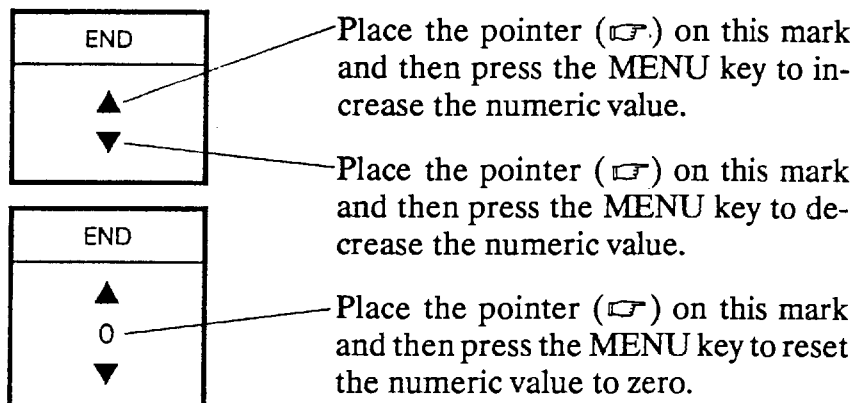 END
▲
▼
Place the pointer (☞) on this mark
and then press the MENU key to in-
crease the numeric value.
Place the pointer (☞) on this mark
and then press the MENU key to de-
crease the numeric value.
END
▲
0
▼
Place the pointer (☞) on this mark
and then press the MENU key to reset
the numeric value to zero.